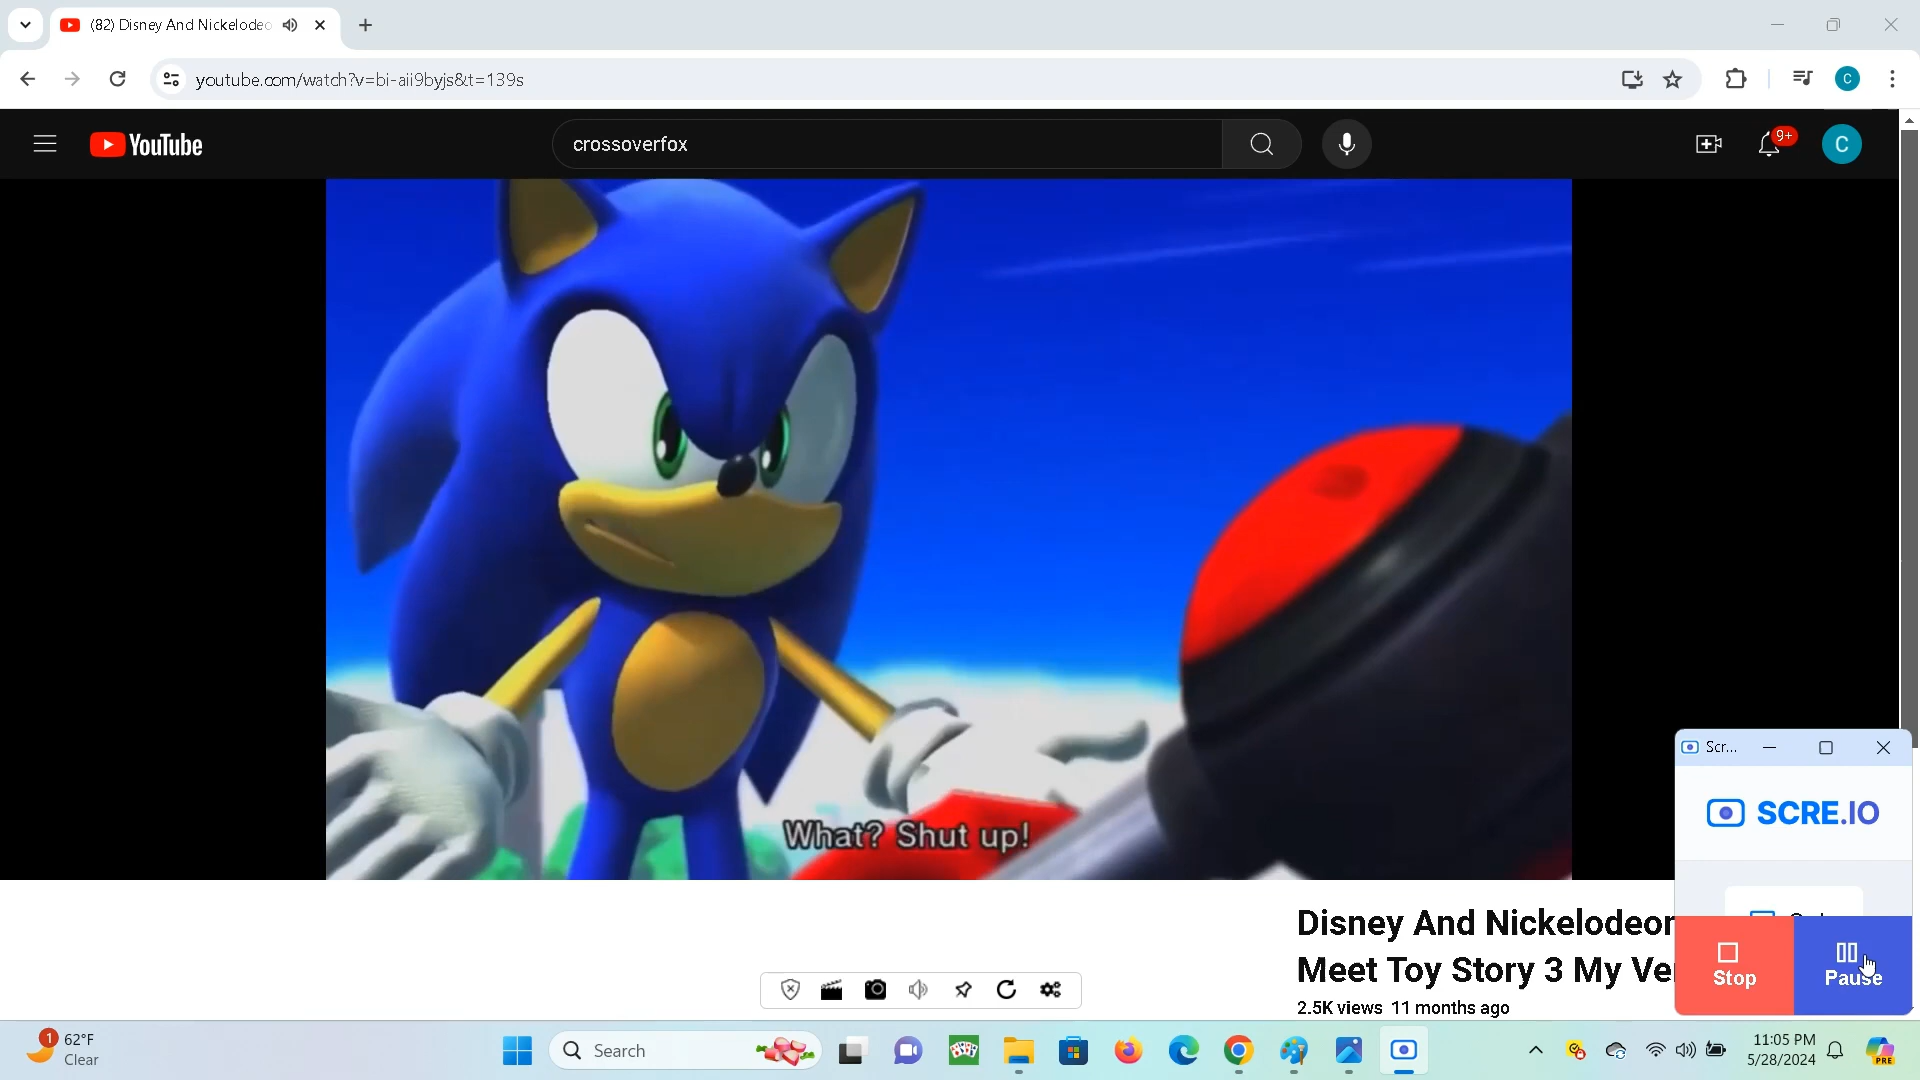 (82) Disney And Nickelodeo
youtube.com/watch?v=bi-aii9byjs&t=139s
C
YouTube
crossoverfox
9+
C
What? Shut up!
Scr...
SCRE.IO
Stop
Pause
Disney And Nickelodeon
Meet Toy Story 3 My Ve
2.5K views 11 months ago
1
62°F
Clear
Search
11:05 PM
5/28/2024
PRE